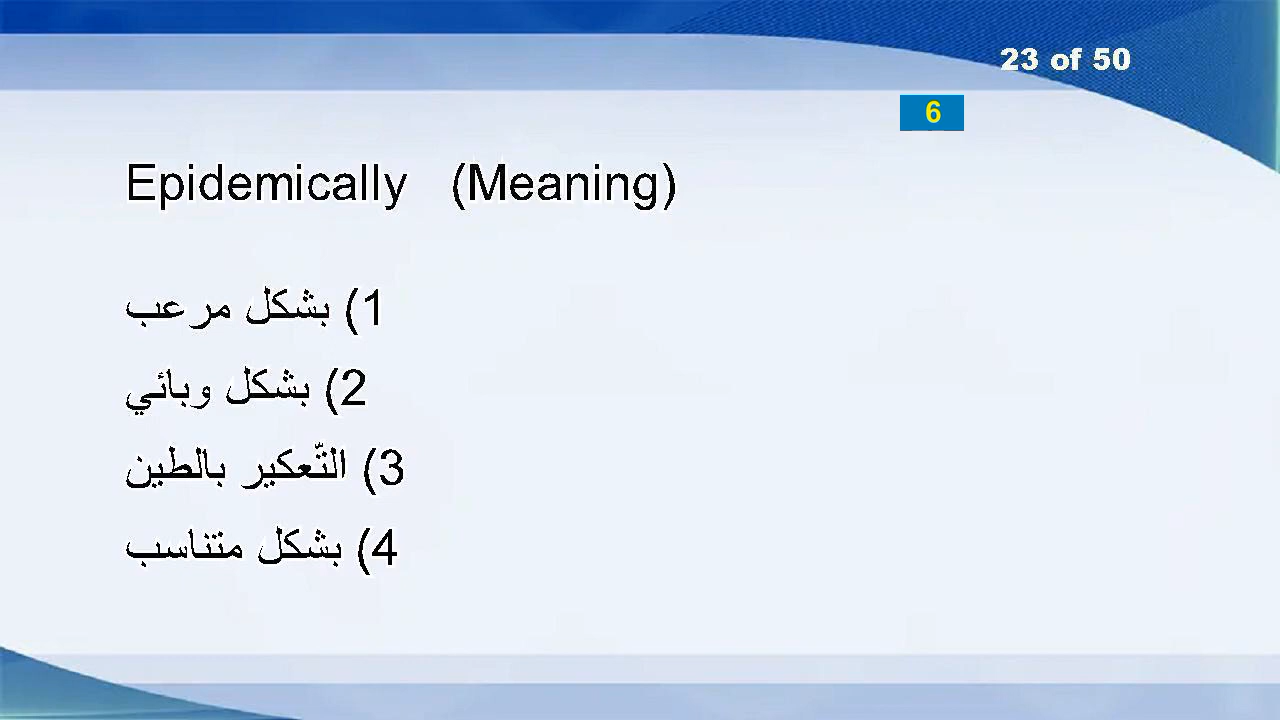 23 of 50
6
Epidemically (Meaning)
1) بشكل مرعب
2) بشكل وبائي
3) التّعكير بالطين
4) بشكل متناسب